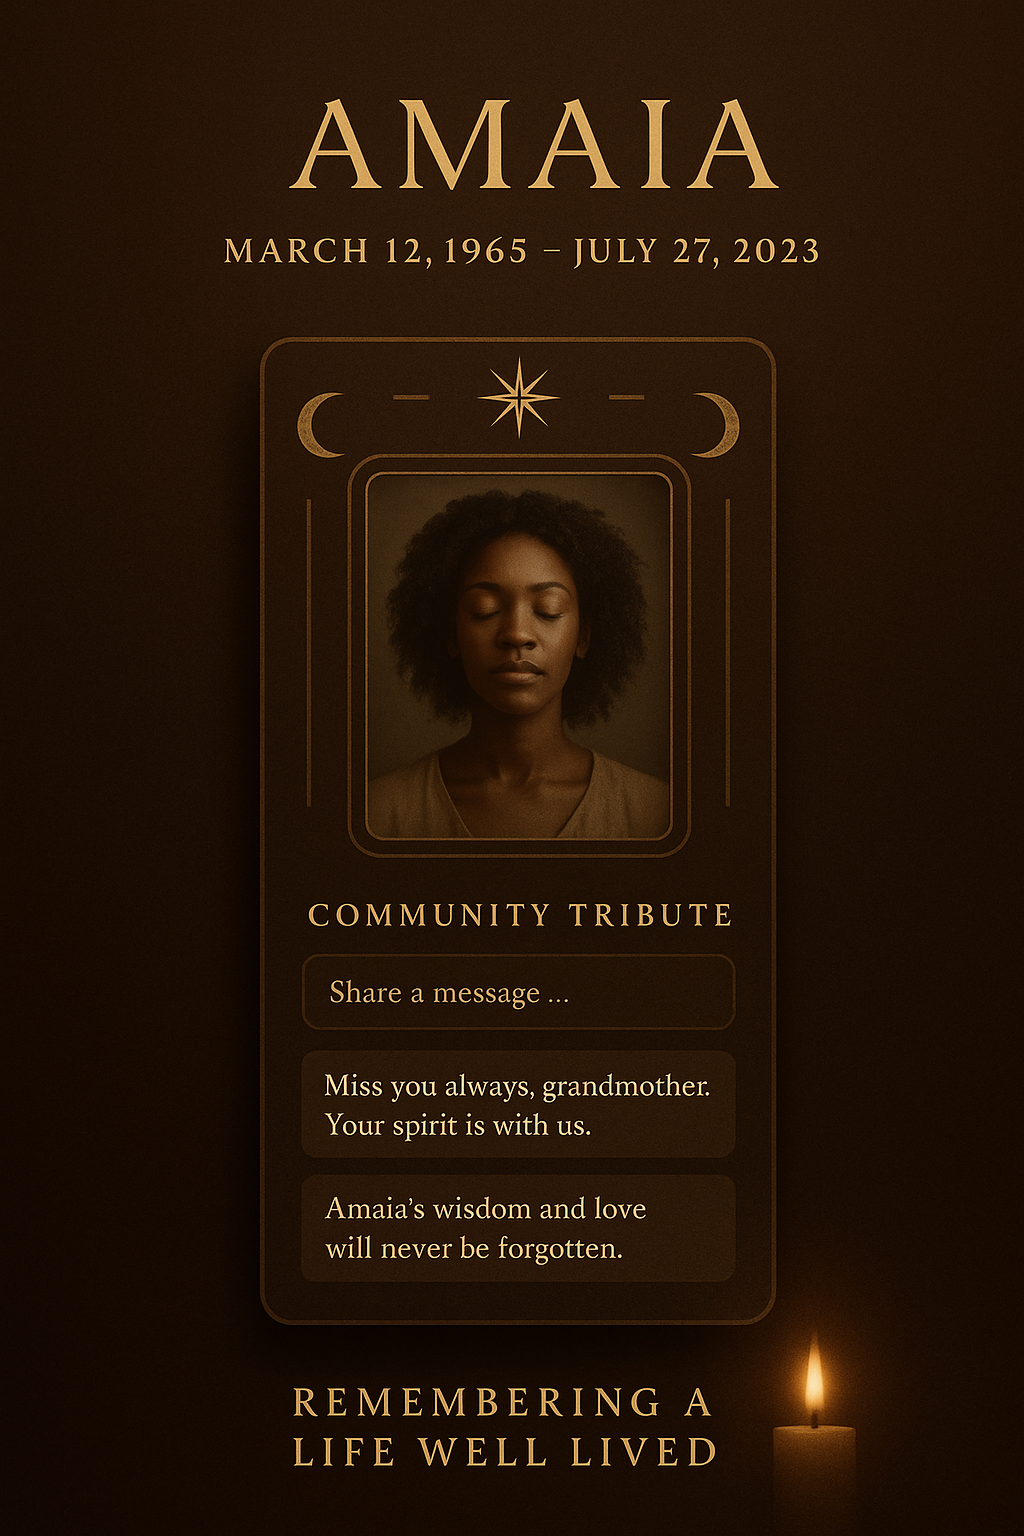 AMAIA
MARCH 12, 1965 – JULY 27, 2023
COMMUNITY TRIBUTE
Share a message ...
Miss you always, grandmother.
Your spirit is with us.
Amaia’s wisdom and love
will never be forgotten.
REMEMBERING A
LIFE WELL LIVED